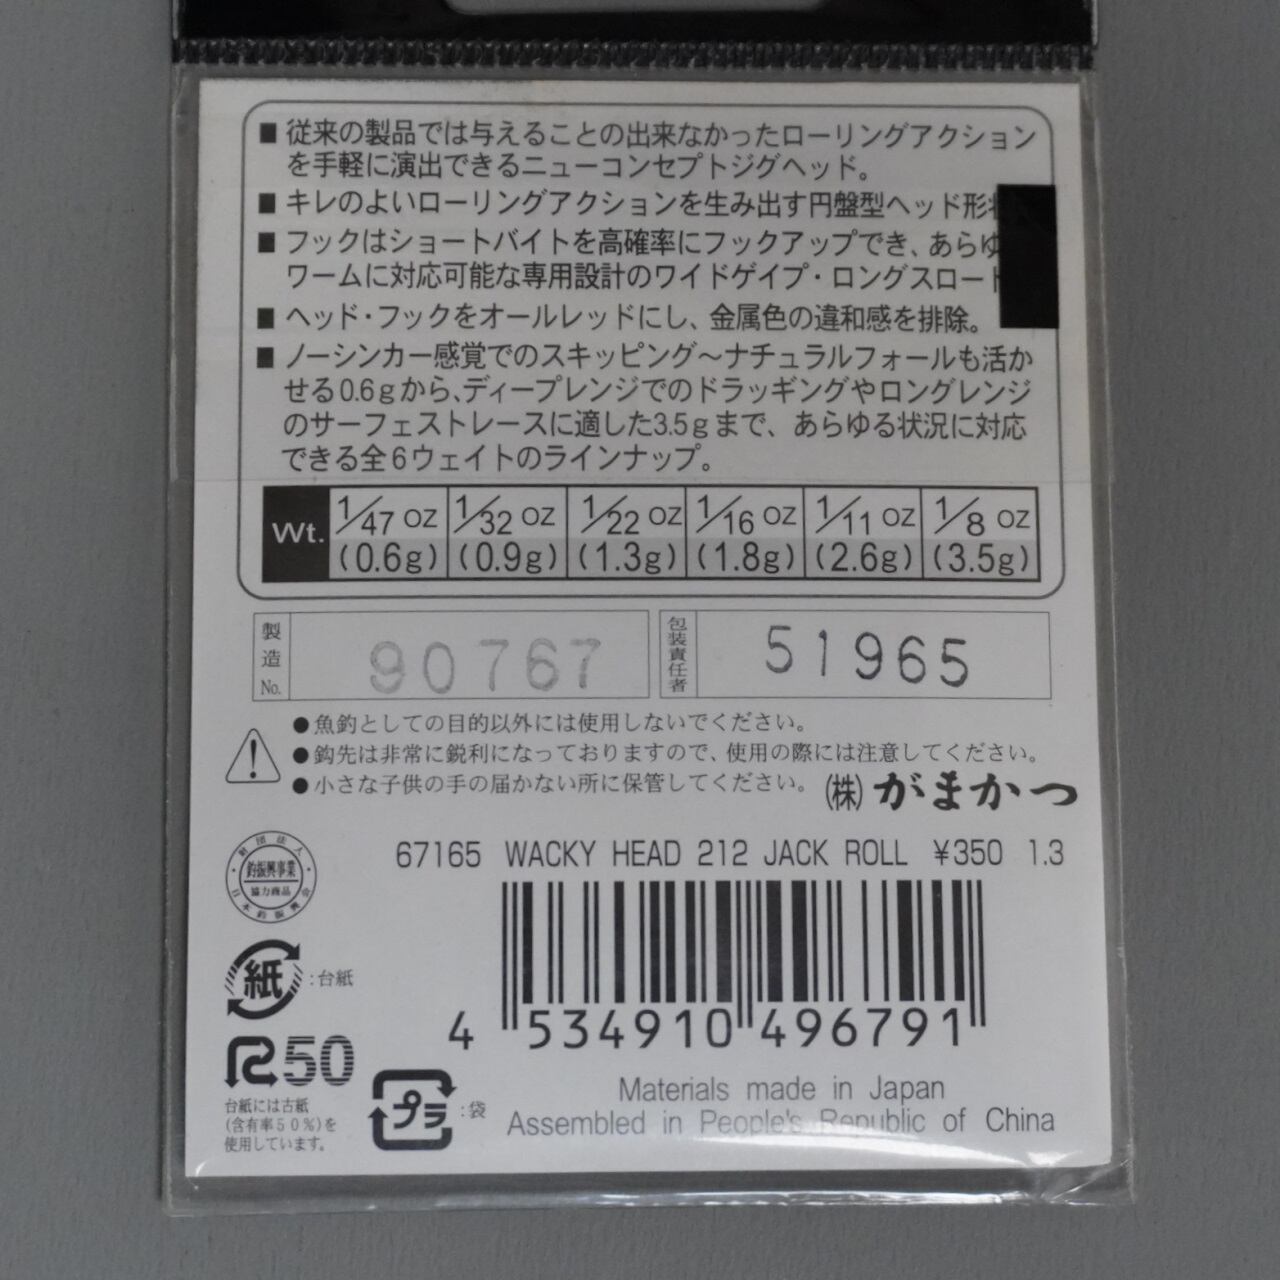 ■ 従来の製品では与えることの出来なかったローリングアクション
を手軽に演出できるニューコンセプトジグヘッド。
■ キレのよいローリングアクションを生み出す円盤型ヘッド形
■ フックはショートバイトを高確率にフックアップでき、あらゆ
ワームに対応可能な専用設計のワイドゲイプ・ロングスロー
■ ヘッド・フックをオールレッドにし、金属色の違和感を排除。
■ ノーシンカー感覚でのスキッピング～ナチュラルフォールも活か
せる0.6gから、ディープレンジでのドラッギングやロングレンジ
のサーフェストレースに適した3.5gまで、あらゆる状況に対応
できる全6ウェイトのラインナップ。
Wt. 1/47 oz 1/32 oz 1/22 oz 1/16 oz 1/11 oz 1/8 oz
(0.6g) (0.9g) (1.3g) (1.8g) (2.6g) (3.5g)
製造No. 90767 包装責任者 51965
●魚釣としての目的以外には使用しないでください。
●鈎先は非常に鋭利になっておりますので、使用の際には注意してください。
●小さな子供の手の届かない所に保管してください。
(株)がまかつ
67165 WACKY HEAD 212 JACK ROLL ¥350 1.3
財団法人
釣振興事業
協力商品
日本釣振興会
紙:台紙
R50
台紙には古紙
(含有率50%)を
使用しています。
プラ:袋
4 534910 496791
Materials made in Japan
Assembled in People's Republic of China